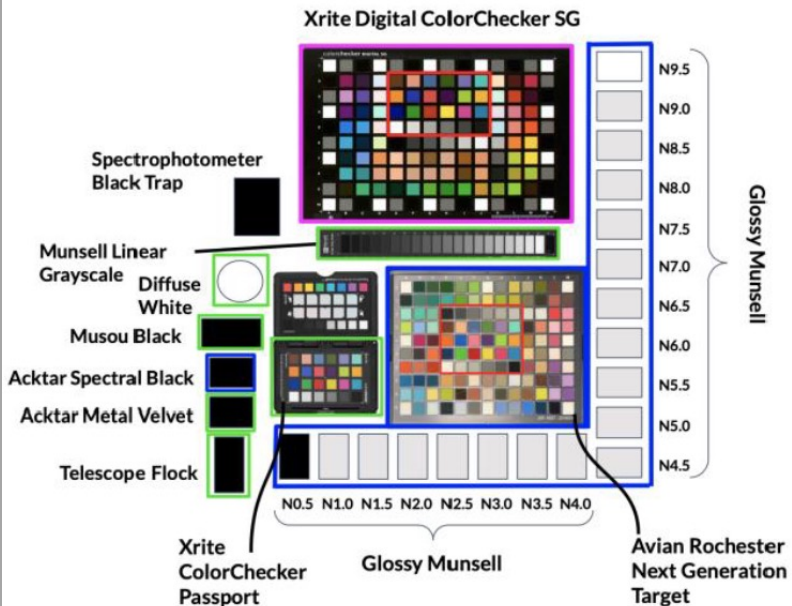 Xrite Digital ColorChecker SG
N9.5
N9.0
N8.5
N8.0
N7.5
N7.0
N6.5
N6.0
N5.5
N5.0
N4.5
Glossy Munsell
Spectrophotometer
Black Trap
Munsell Linear
Grayscale
Diffuse
White
Musou Black
Acktar Spectral Black
Acktar Metal Velvet
Telescope Flock
N0.5 N1.0 N1.5 N2.0 N2.5 N3.0 N3.5 N4.0
Glossy Munsell
Xrite
ColorChecker
Passport
Avian Rochester
Next Generation
Target